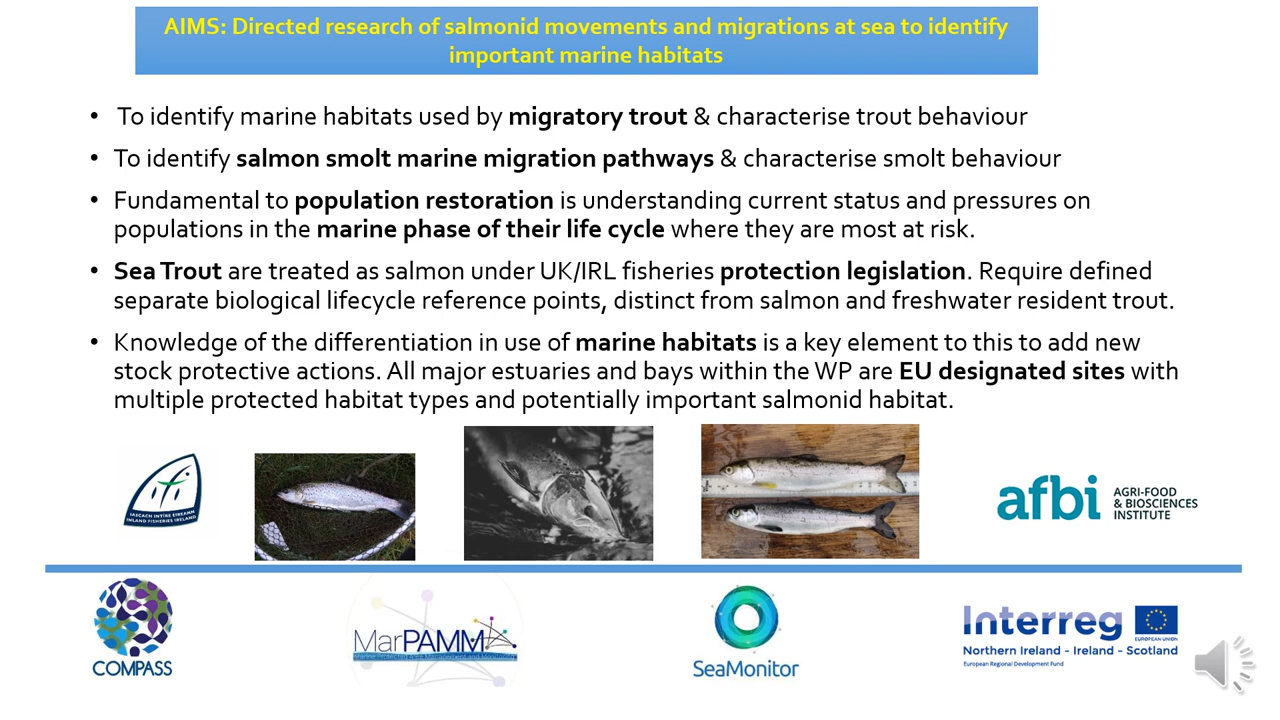 AIMS: Directed research of salmonid movements and migrations at sea to identify
important marine habitats
• To identify marine habitats used by migratory trout & characterise trout behaviour
• To identify salmon smolt marine migration pathways & characterise smolt behaviour
• Fundamental to population restoration is understanding current status and pressures on
populations in the marine phase of their life cycle where they are most at risk.
• Sea Trout are treated as salmon under UK/IRL fisheries protection legislation. Require defined
separate biological lifecycle reference points, distinct from salmon and freshwater resident trout.
• Knowledge of the differentiation in use of marine habitats is a key element to this to add new
stock protective actions. All major estuaries and bays within the WP are EU designated sites with
multiple protected habitat types and potentially important salmonid habitat.
IASCACH INTÍRE ÉIREANN
INLAND FISHERIES IRELAND
afbi
AGRI-FOOD
& BIOSCIENCES
INSTITUTE
COMPASS
MarPAMM
SeaMonitor
Interreg
EUROPEAN UNION
Northern Ireland - Ireland - Scotland
European Regional Development Fund